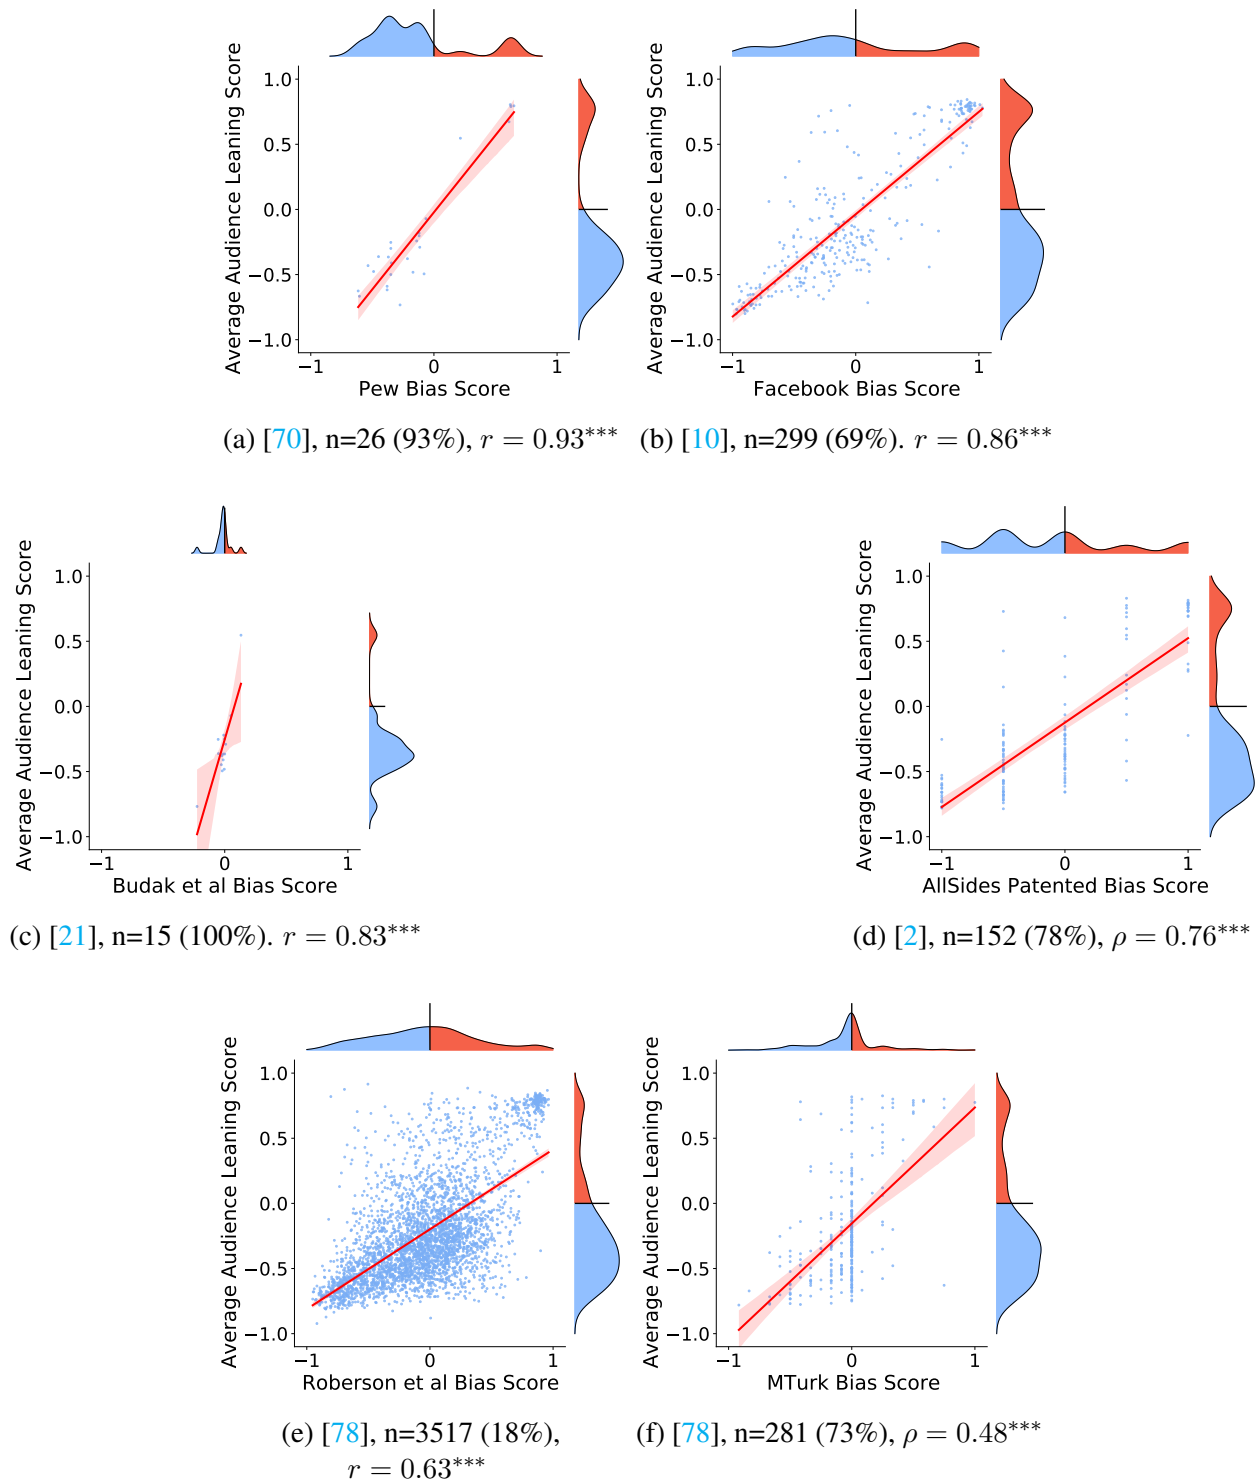 Average Audience Leaning Score
1.0
0.5
0.0
−0.5
−1.0
−1 0 1
Pew Bias Score
(a) [70], n=26 (93%), r = 0.93***
Average Audience Leaning Score
1.0
0.5
0.0
−0.5
−1.0
−1 0 1
Facebook Bias Score
(b) [10], n=299 (69%). r = 0.86***
Average Audience Leaning Score
1.0
0.5
0.0
−0.5
−1.0
−1 0 1
Budak et al Bias Score
(c) [21], n=15 (100%). r = 0.83***
Average Audience Leaning Score
1.0
0.5
0.0
−0.5
−1.0
−1 0 1
AllSides Patented Bias Score
(d) [2], n=152 (78%), ρ = 0.76***
Average Audience Leaning Score
1.0
0.5
0.0
−0.5
−1.0
−1 0 1
Roberson et al Bias Score
(e) [78], n=3517 (18%),
r = 0.63***
Average Audience Leaning Score
1.0
0.5
0.0
−0.5
−1.0
−1 0 1
MTurk Bias Score
(f) [78], n=281 (73%), ρ = 0.48***